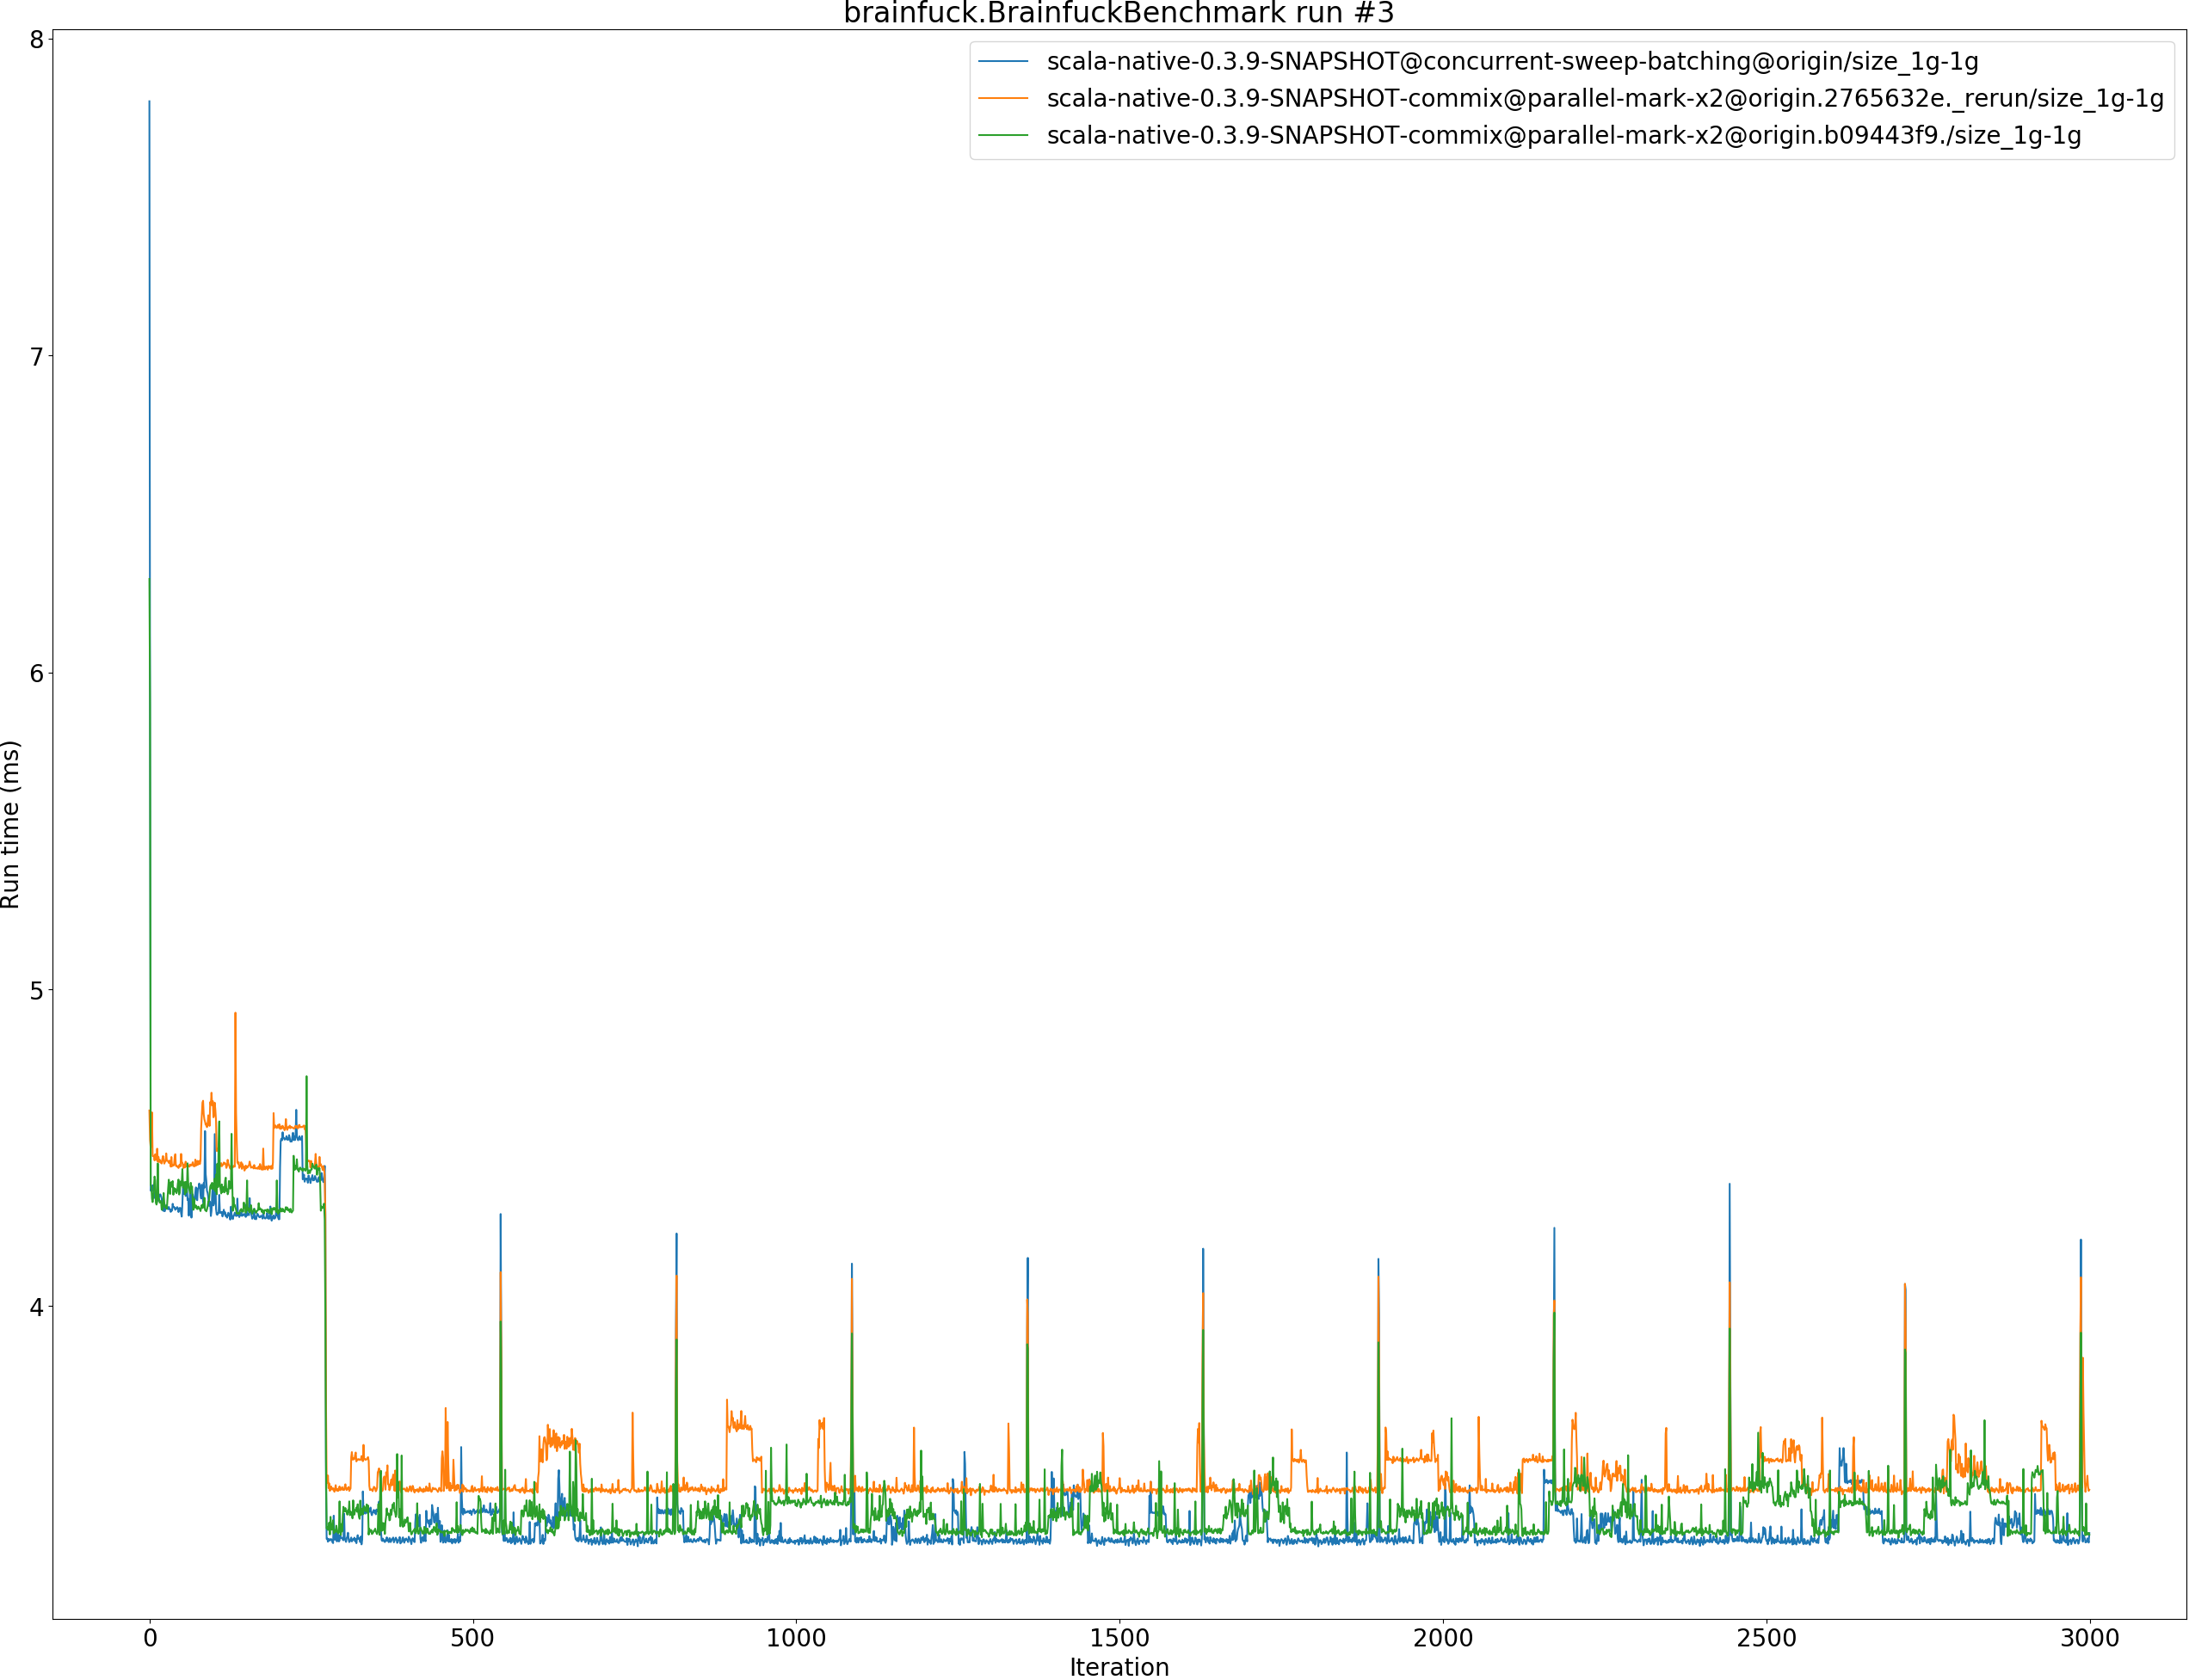 brainfuck.BrainfuckBenchmark run #3
scala-native-0.3.9-SNAPSHOT@concurrent-sweep-batching@origin/size_1g-1g
scala-native-0.3.9-SNAPSHOT-commix@parallel-mark-x2@origin.2765632e._rerun/size_1g-1g
scala-native-0.3.9-SNAPSHOT-commix@parallel-mark-x2@origin.b09443f9./size_1g-1g
8
7
6
5
4
Run time (ms)
0 500 1000 1500 2000 2500 3000
Iteration